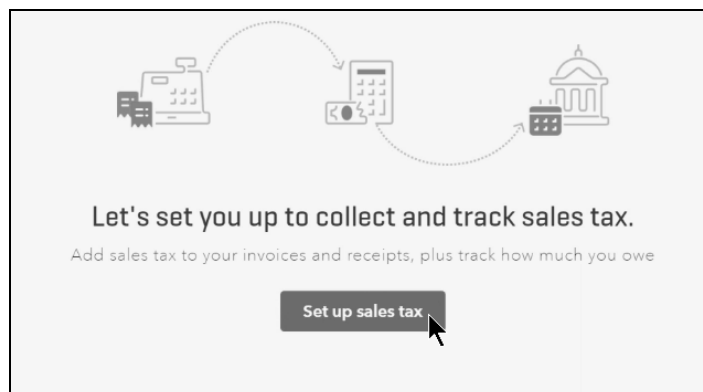 Let's set you up to collect and track sales tax.
Add sales tax to your invoices and receipts, plus track how much you owe
Set up sales tax